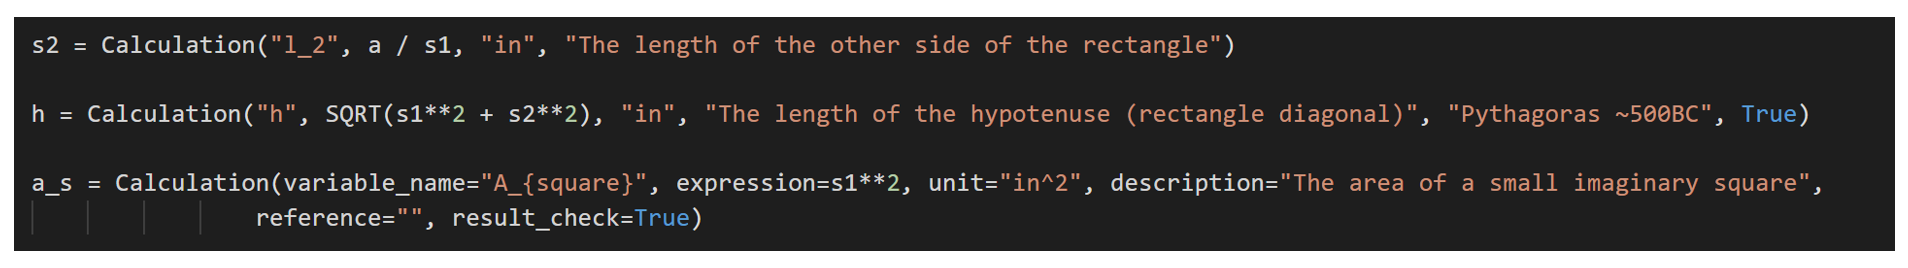 s2 = Calculation("l_2", a / s1, "in", "The length of the other side of the rectangle")
h = Calculation("h", SQRT(s1**2 + s2**2), "in", "The length of the hypotenuse (rectangle diagonal)", "Pythagoras ~500BC", True)
a_s = Calculation(variable_name="A_{square}", expression=s1**2, unit="in^2", description="The area of a small imaginary square",
reference="", result_check=True)